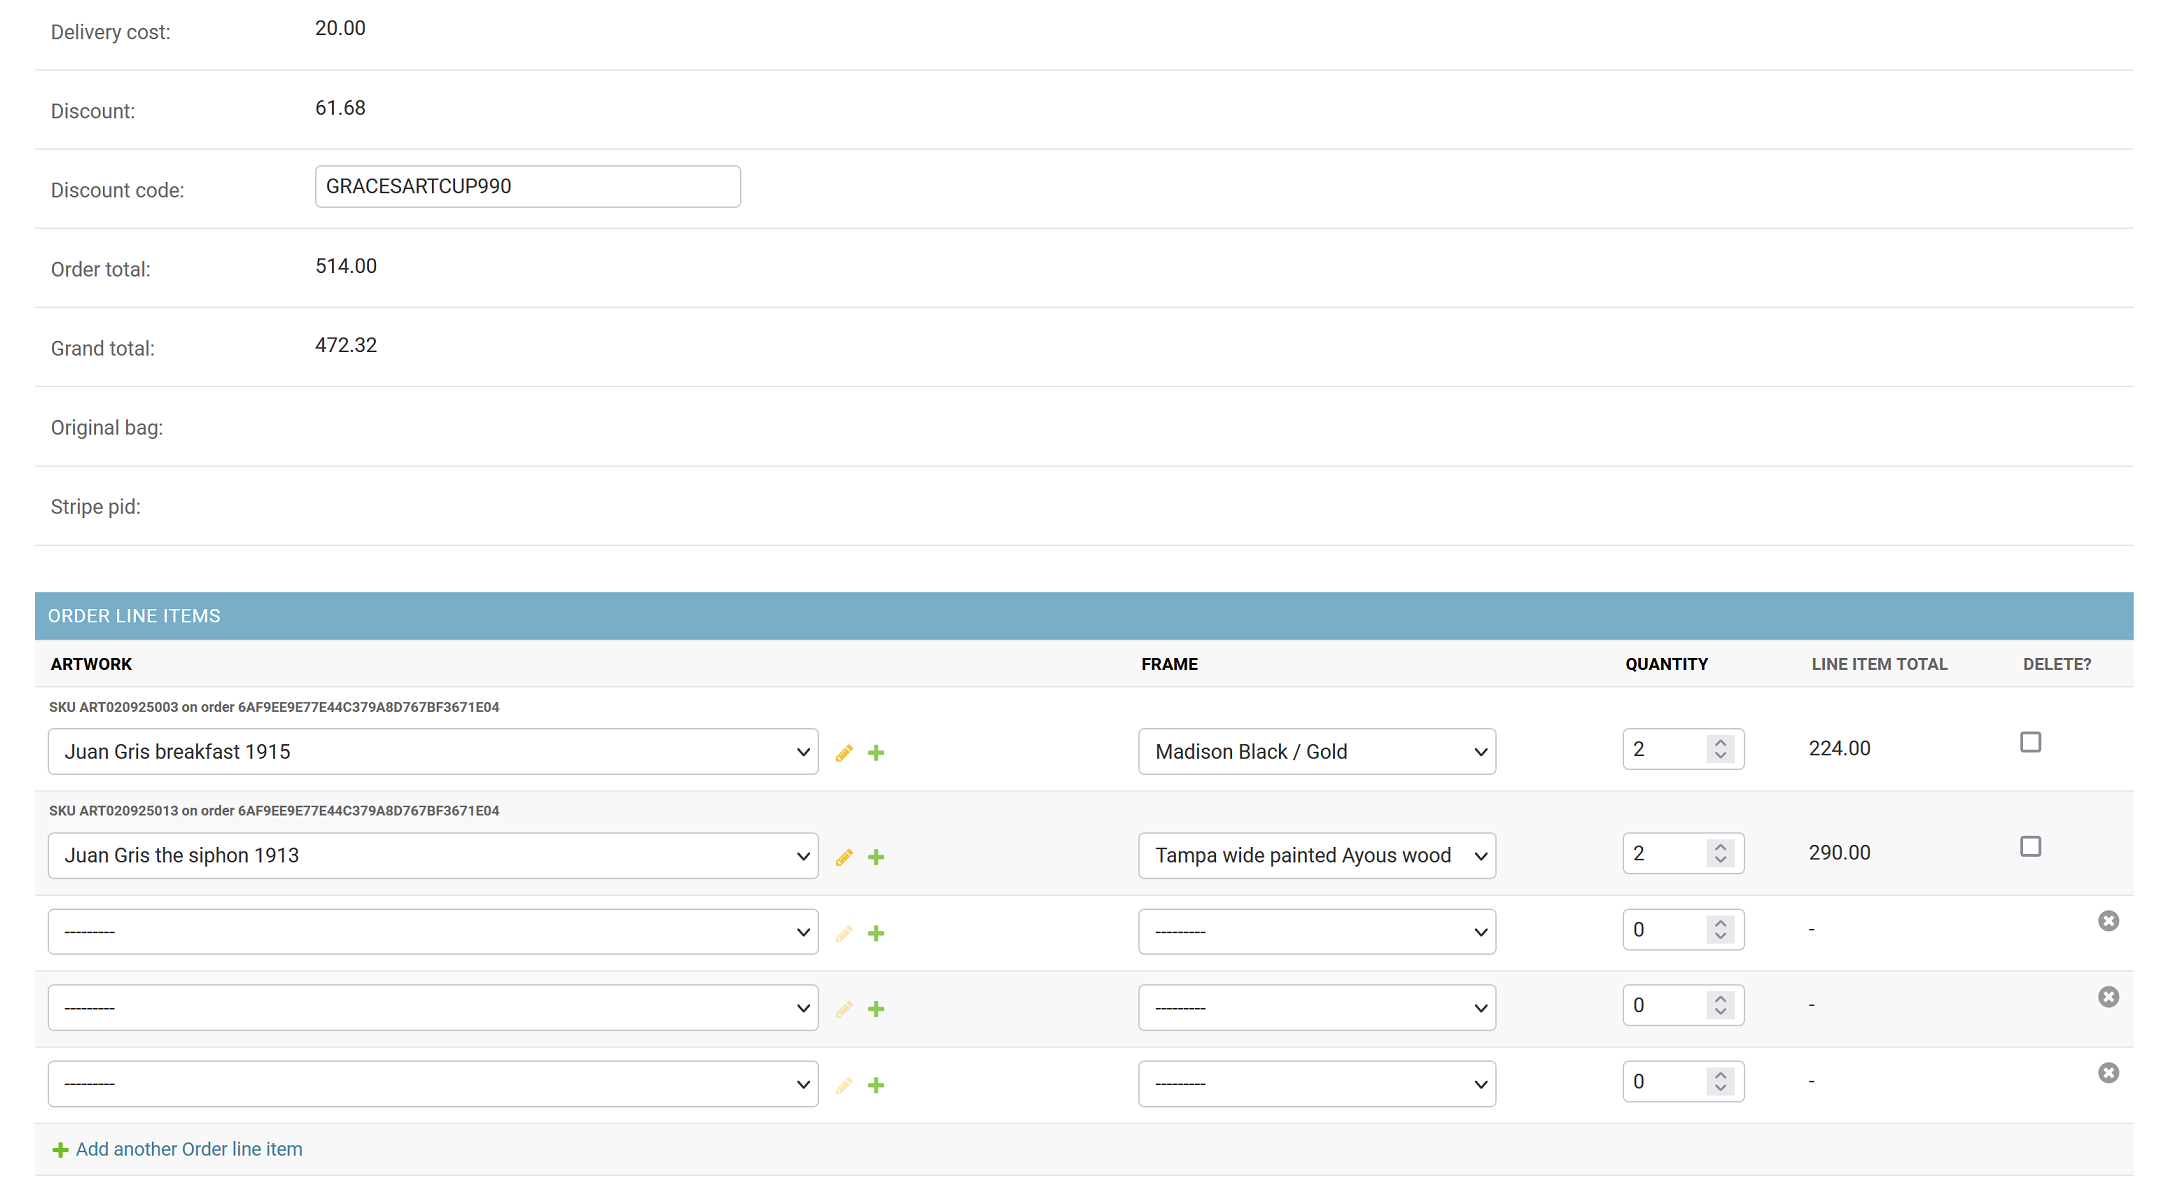 Delivery cost: 20.00
Discount: 61.68
Discount code: GRACESARTCUP990
Order total: 514.00
Grand total: 472.32
Original bag:
Stripe pid:
ORDER LINE ITEMS
ARTWORK FRAME QUANTITY LINE ITEM TOTAL DELETE?
SKU ART020925003 on order 6AF9EE9E77E44C379A8D767BF3671E04
Juan Gris breakfast 1915 Madison Black / Gold 2 224.00
SKU ART020925013 on order 6AF9EE9E77E44C379A8D767BF3671E04
Juan Gris the siphon 1913 Tampa wide painted Ayous wood 2 290.00
--------- --------- 0 -
--------- --------- 0 -
--------- --------- 0 -
Add another Order line item